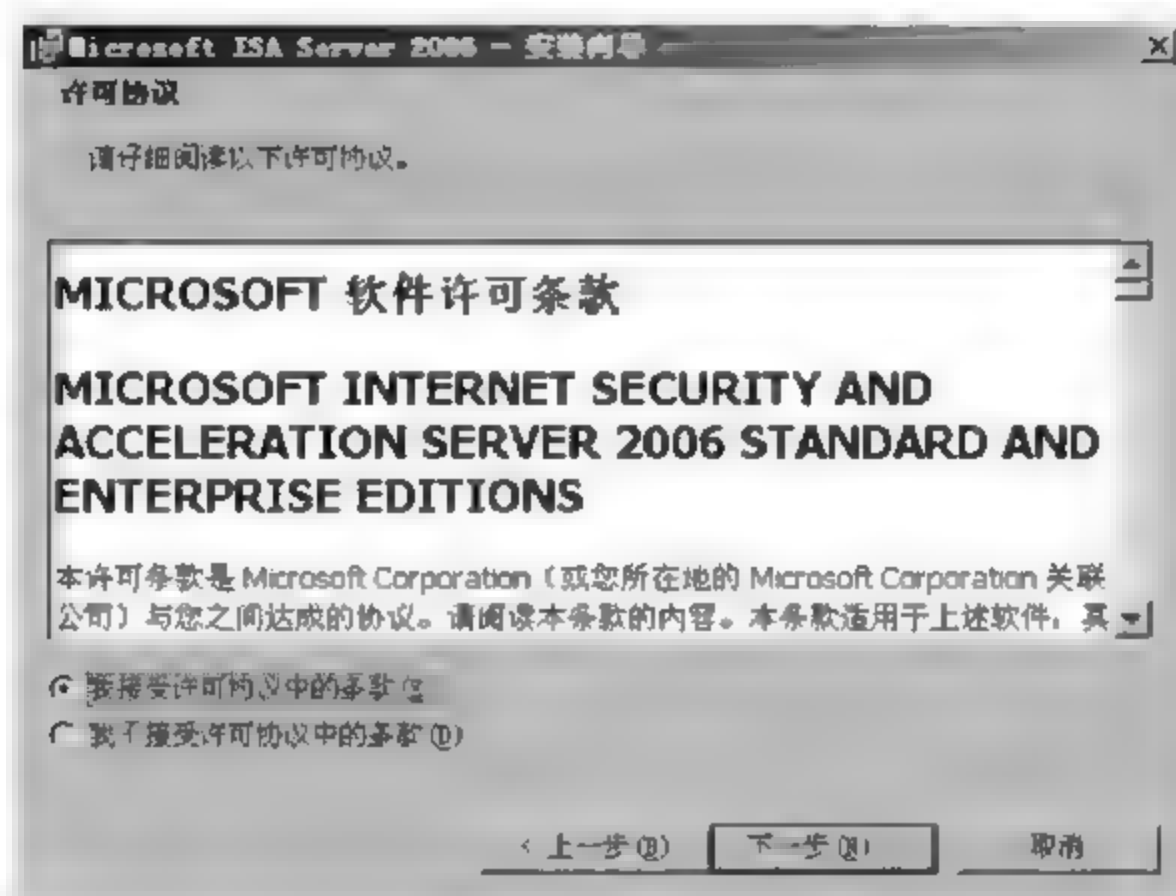 Microsoft ISA Server 2006 - 安装向导
许可协议
请仔细阅读以下许可协议。
MICROSOFT 软件许可条款
MICROSOFT INTERNET SECURITY AND
ACCELERATION SERVER 2006 STANDARD AND
ENTERPRISE EDITIONS
本许可条款是 Microsoft Corporation（或您所在地的 Microsoft Corporation 关联
公司）与您之间达成的协议。请阅读本条款的内容。本条款适用于上述软件，其
我接受许可协议中的条款
我不接受许可协议中的条款(D)
< 上一步(B)
下一步(N)
取消